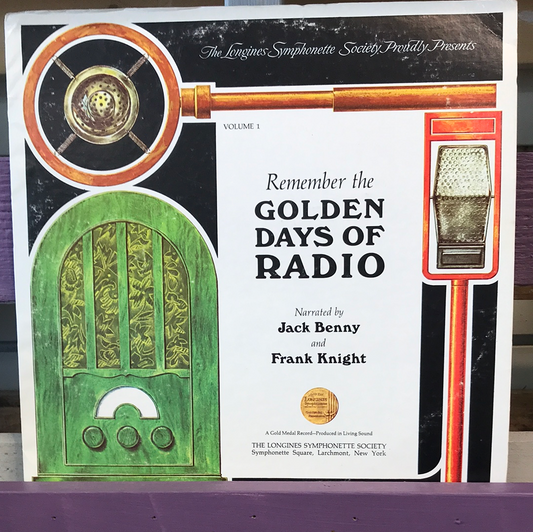 The Longines Symphonette Society Proudly Presents
VOLUME 1
Remember the
GOLDEN
DAYS OF
RADIO
Narrated by
Jack Benny
and
Frank Knight
LONGINES
A Gold Medal Record—Produced in Living Sound
THE LONGINES SYMPHONETTE SOCIETY
Symphonette Square, Larchmont, New York